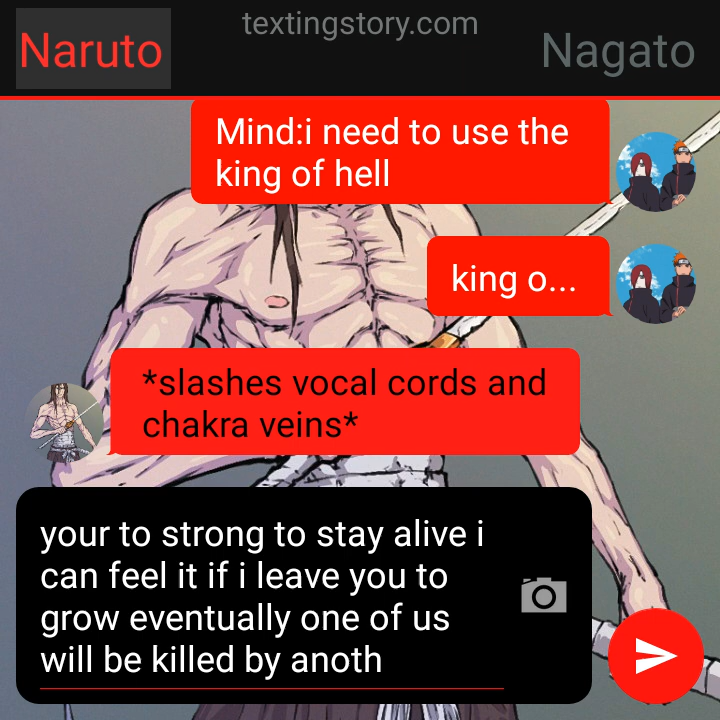 textingstory.com
Naruto
Nagato
Mind:i need to use the
king of hell
king o...
*slashes vocal cords and
chakra veins*
your to strong to stay alive i
can feel it if i leave you to
grow eventually one of us
will be killed by anoth